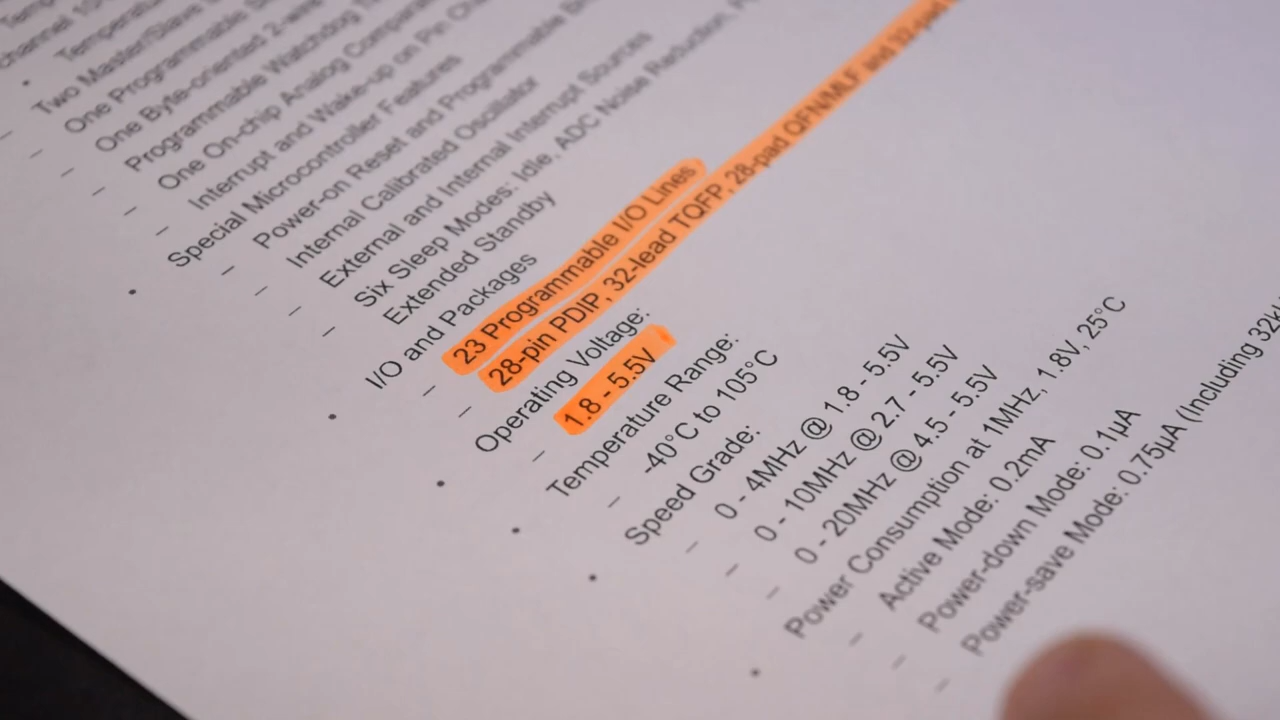 channel 10
• Temperature
– Two Master/Slave
– One Programmable
– One Byte-oriented 2-wire
– Programmable Watchdog
– One On-chip Analog
– Interrupt and Wake-up on Pin
• Special Microcontroller Features
– Power-on Reset and Programmable
– Internal Calibrated Oscillator
– External and Internal Interrupt Sources
– Six Sleep Modes: Idle, ADC Noise Reduction,
Extended Standby
• I/O and Packages
– 23 Programmable I/O Lines
– 28-pin PDIP, 32-lead TQFP, 28-pad QFN/MLF and 32-pad
• Operating Voltage:
– 1.8 - 5.5V
• Temperature Range:
– -40°C to 105°C
• Speed Grade:
– 0 - 4MHz @ 1.8 - 5.5V
– 0 - 10MHz @ 2.7 - 5.5V
– 0 - 20MHz @ 4.5 - 5.5V
• Power Consumption at 1MHz, 1.8V, 25°C
– Active Mode: 0.2mA
– Power-down Mode: 0.1µA
– Power-save Mode: 0.75µA (Including